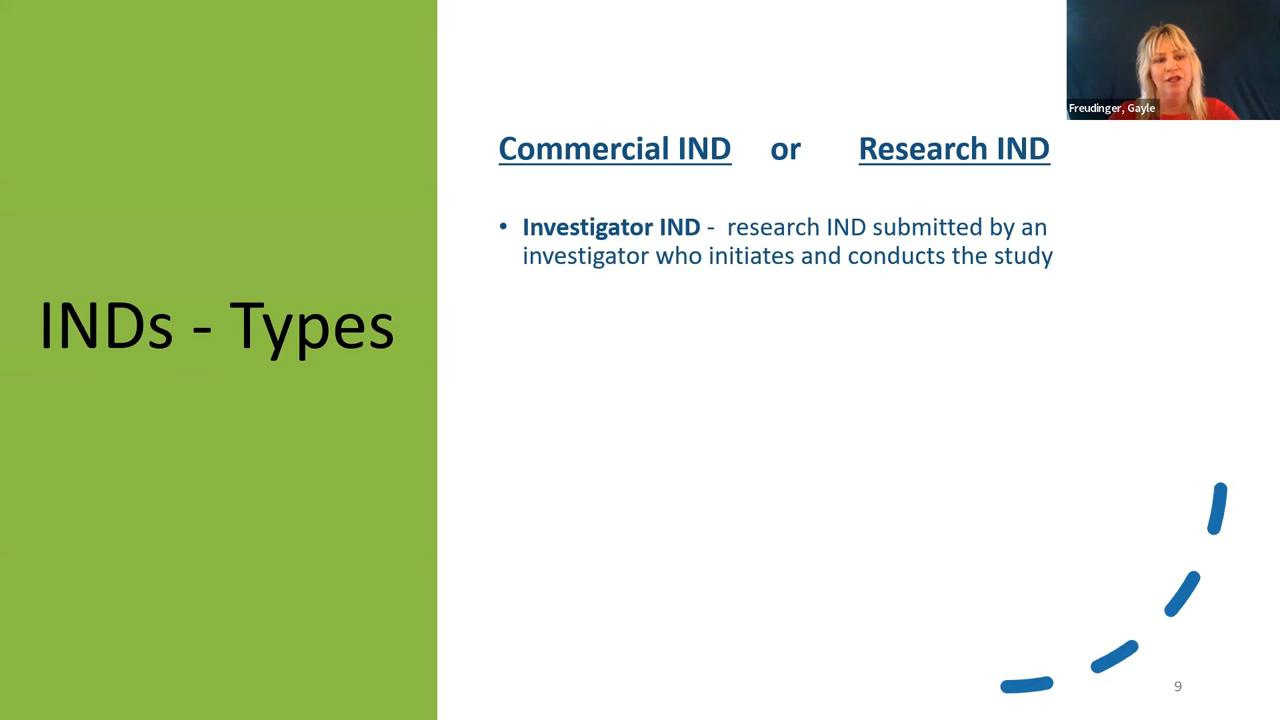 Freudinger, Gayle
Commercial IND or Research IND
• Investigator IND - research IND submitted by an
investigator who initiates and conducts the study
INDs - Types
9